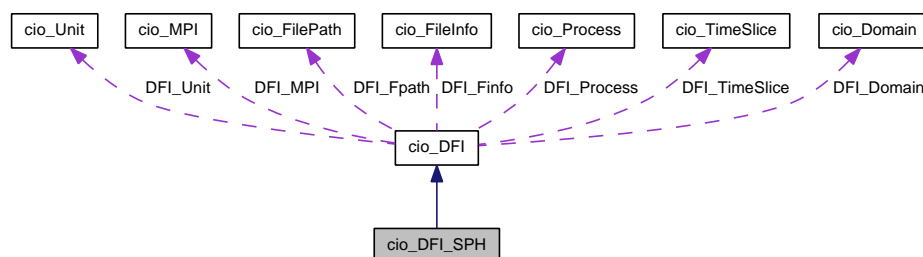 cio_Unit cio_MPI cio_FilePath cio_FileInfo cio_Process cio_TimeSlice cio_Domain
DFI_Unit DFI_MPI DFI_Fpath DFI_Finfo DFI_Process DFI_TimeSlice DFI_Domain
cio_DFI
cio_DFI_SPH